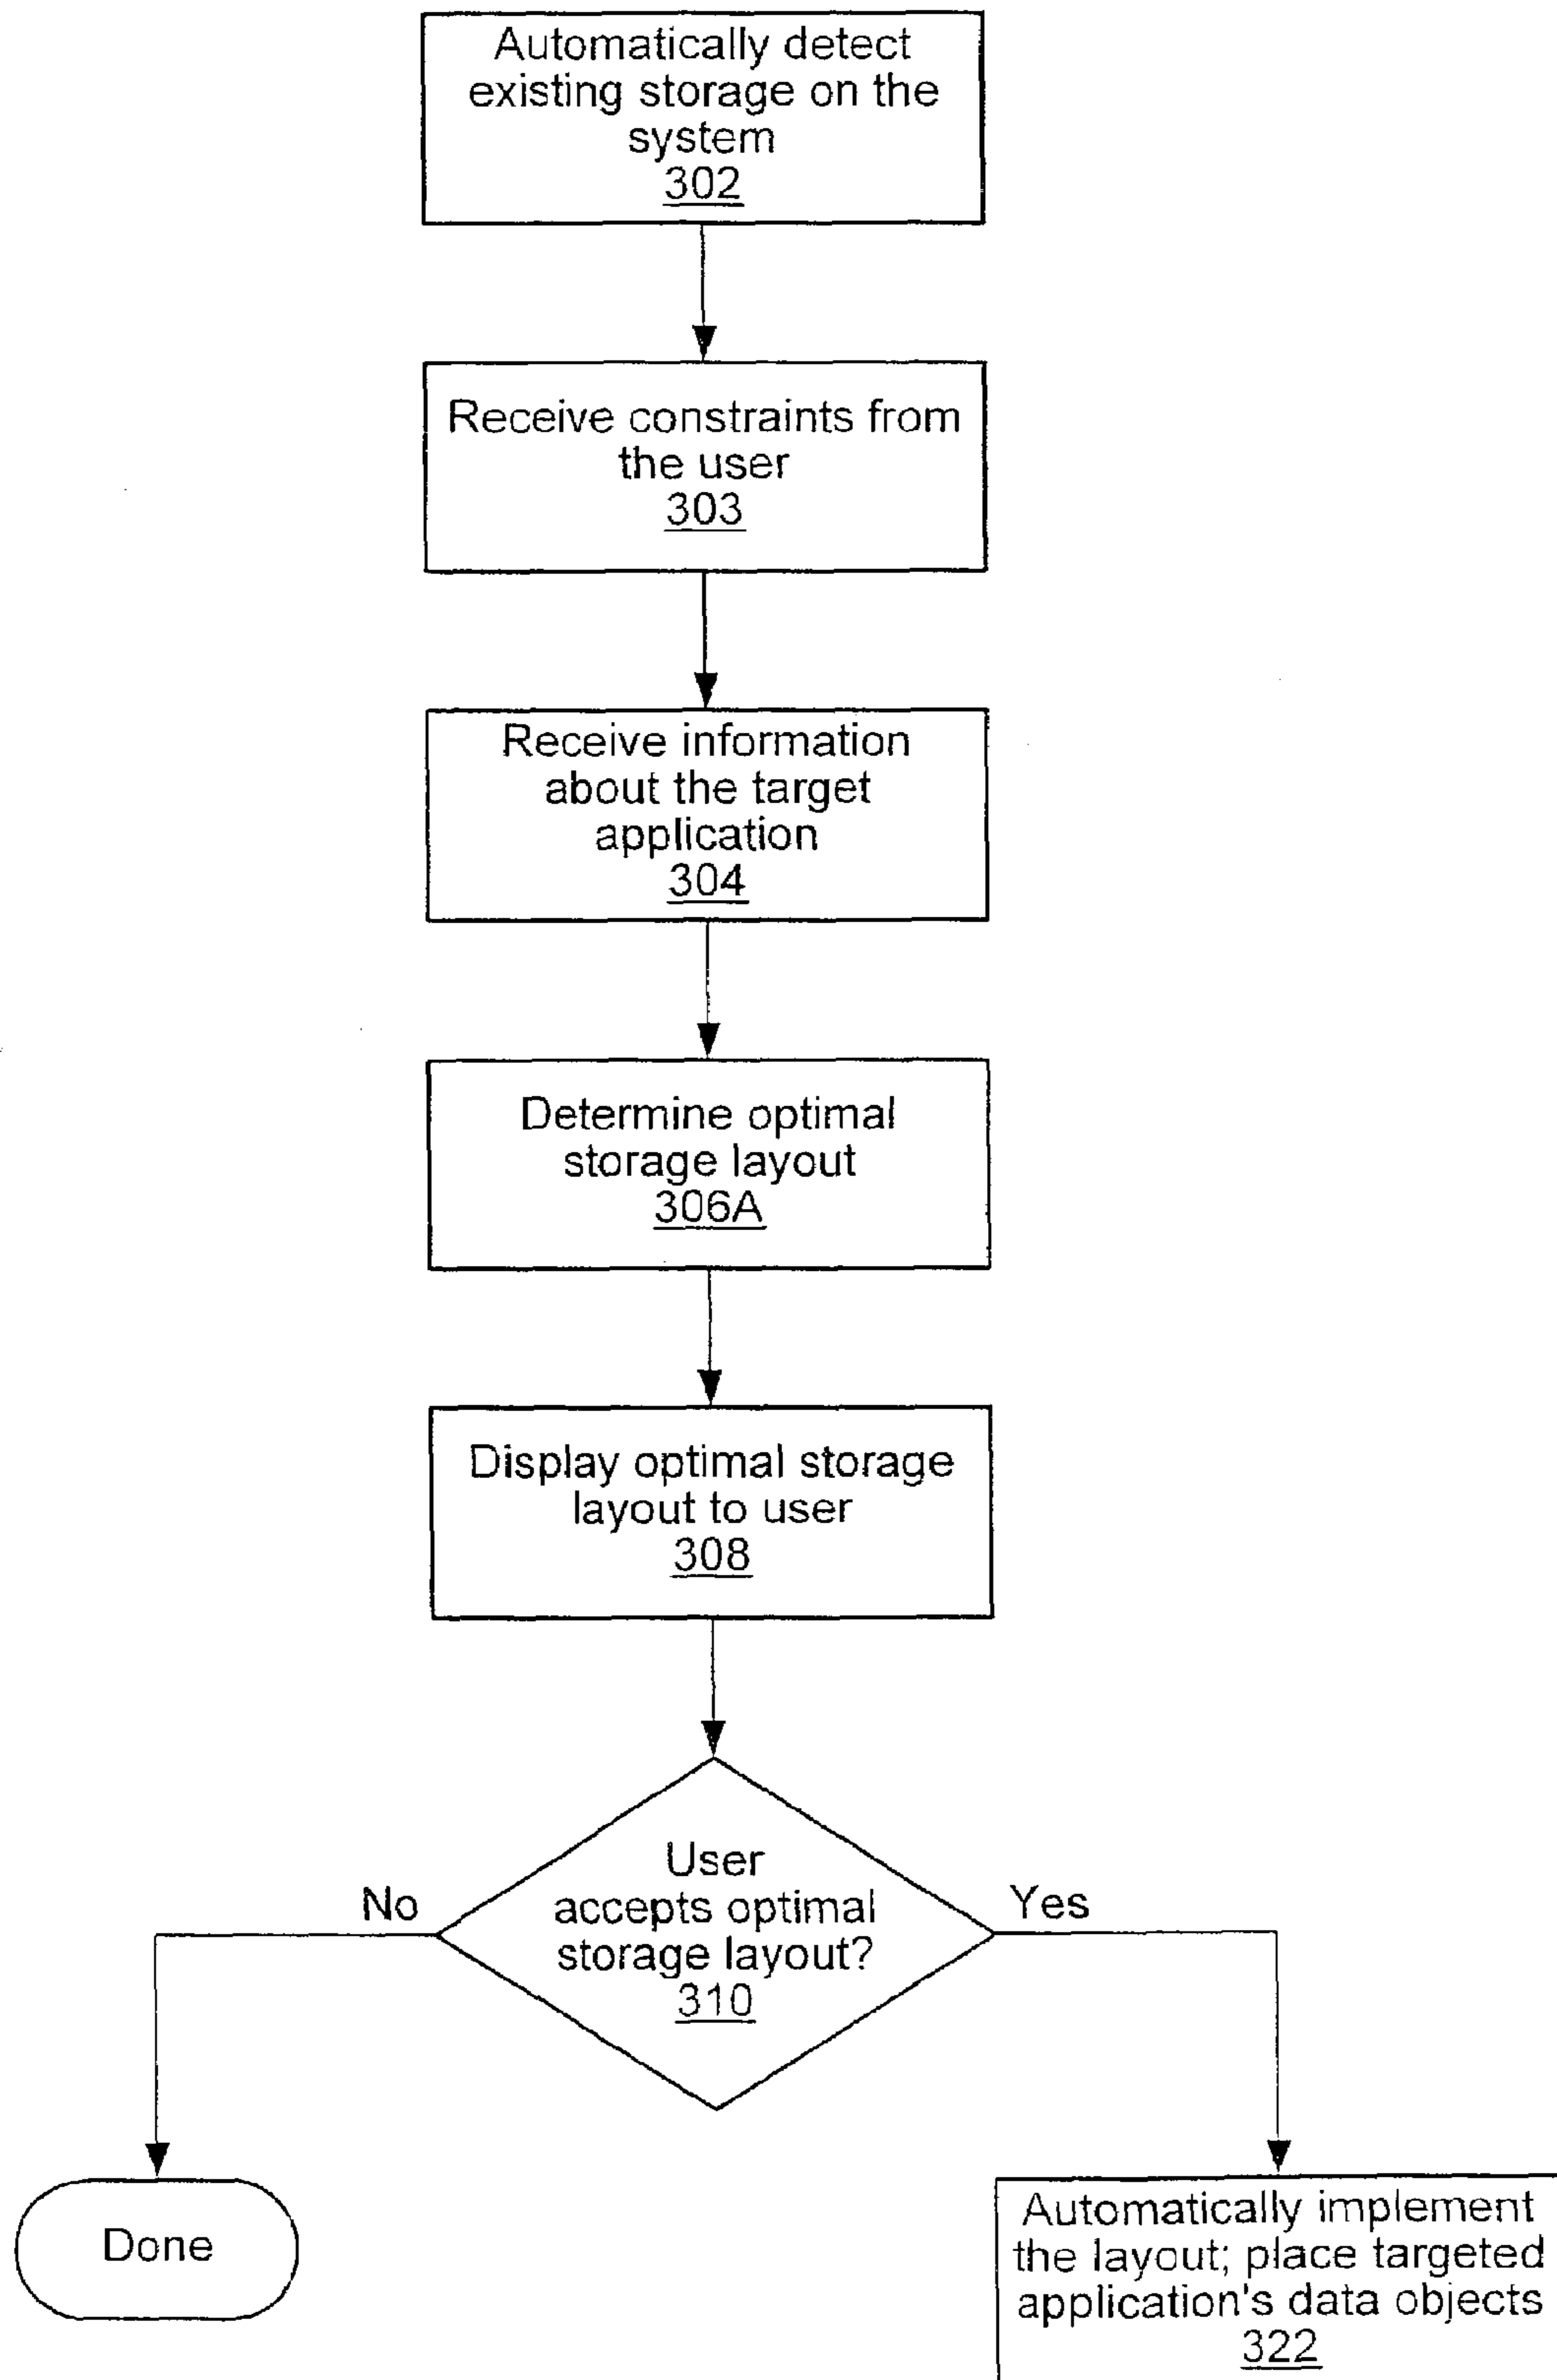 Automatically detect
existing storage on the
system
302
Receive constraints from
the user
303
Receive information
about the target
application
304
Determine optimal
storage layout
306A
Display optimal storage
layout to user
308
User
accepts optimal
storage layout?
310
No
Yes
Done
Automatically implement
the layout; place targeted
application's data objects
322